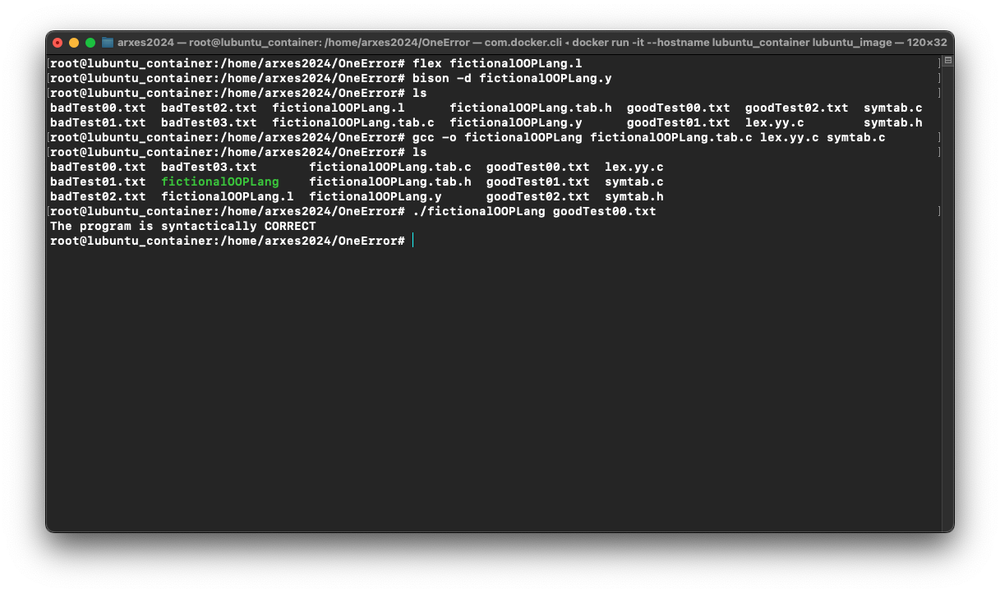 arxes2024 — root@lubuntu_container: /home/arxes2024/OneError — com.docker.cli ◂ docker run -it --hostname lubuntu_container lubuntu_image — 120×32
[root@lubuntu_container:/home/arxes2024/OneError# flex fictionalOOPLang.l ]
[root@lubuntu_container:/home/arxes2024/OneError# bison -d fictionalOOPLang.y ]
[root@lubuntu_container:/home/arxes2024/OneError# ls ]
badTest00.txt badTest02.txt fictionalOOPLang.l fictionalOOPLang.tab.h goodTest00.txt goodTest02.txt symtab.c
badTest01.txt badTest03.txt fictionalOOPLang.tab.c fictionalOOPLang.y goodTest01.txt lex.yy.c symtab.h
[root@lubuntu_container:/home/arxes2024/OneError# gcc -o fictionalOOPLang fictionalOOPLang.tab.c lex.yy.c symtab.c ]
[root@lubuntu_container:/home/arxes2024/OneError# ls ]
badTest00.txt badTest03.txt fictionalOOPLang.tab.c goodTest00.txt lex.yy.c
badTest01.txt fictionalOOPLang fictionalOOPLang.tab.h goodTest01.txt symtab.c
badTest02.txt fictionalOOPLang.l fictionalOOPLang.y goodTest02.txt symtab.h
[root@lubuntu_container:/home/arxes2024/OneError# ./fictionalOOPLang goodTest00.txt ]
The program is syntactically CORRECT
root@lubuntu_container:/home/arxes2024/OneError#